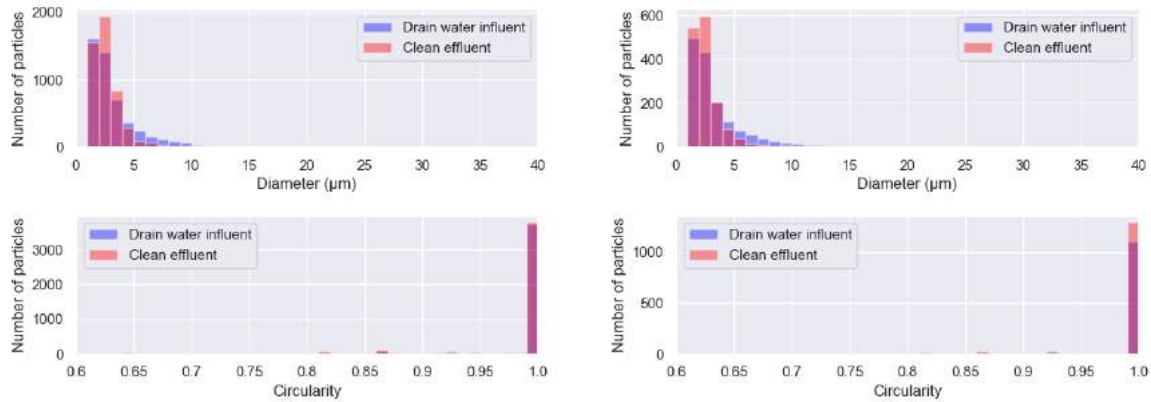 2000
1000
0
Number of particles
Drain water influent
Clean effluent
0 5 10 15 20 25 30 35 40
Diameter (μm)
600
400
200
0
Number of particles
Drain water influent
Clean effluent
0 5 10 15 20 25 30 35 40
Diameter (μm)
3000
2000
1000
0
Number of particles
Drain water influent
Clean effluent
0.6 0.65 0.7 0.75 0.8 0.85 0.9 0.95 1.0
Circularity
1000
500
0
Number of particles
Drain water influent
Clean effluent
0.6 0.65 0.7 0.75 0.8 0.85 0.9 0.95 1.0
Circularity